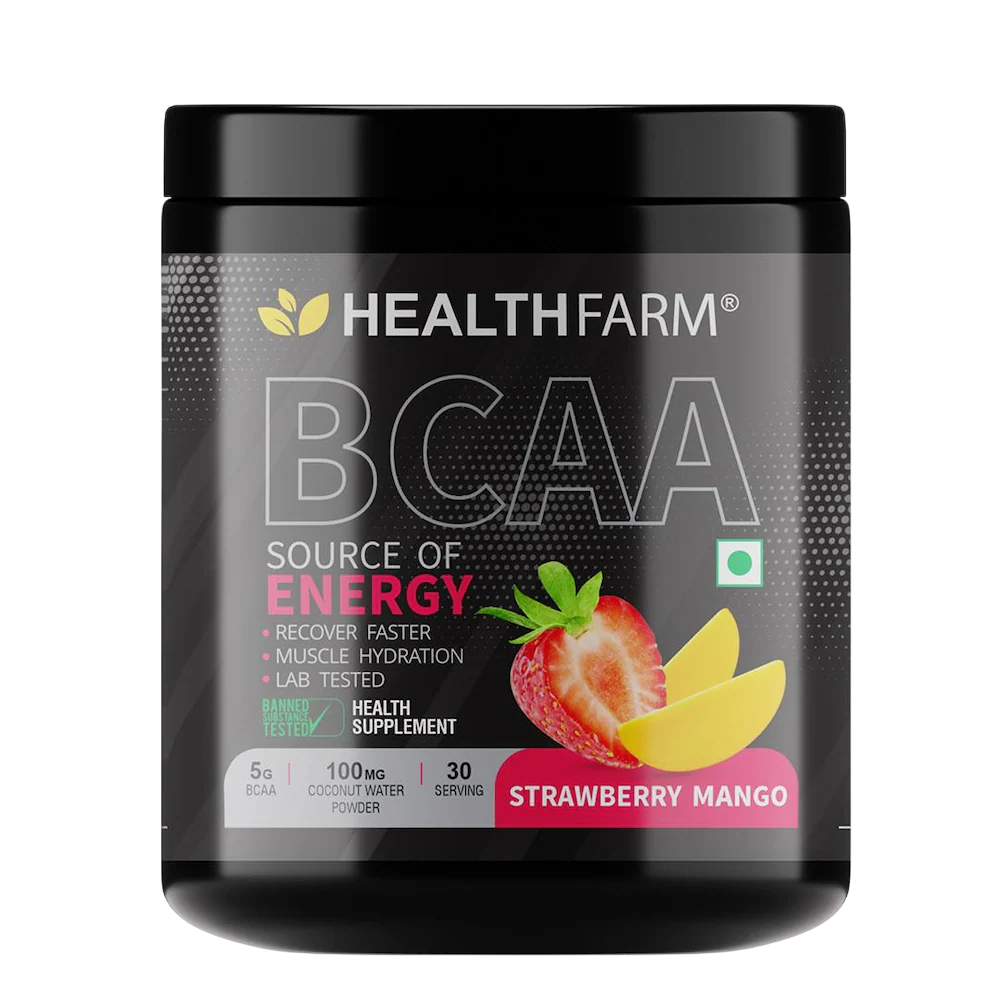 HEALTHFARM®
BCAA
SOURCE OF
ENERGY
• RECOVER FASTER
• MUSCLE HYDRATION
• LAB TESTED
BANNED
SUBSTANCE
TESTED
HEALTH
SUPPLEMENT
5G
BCAA
100MG
COCONUT WATER
POWDER
30
SERVING
STRAWBERRY MANGO